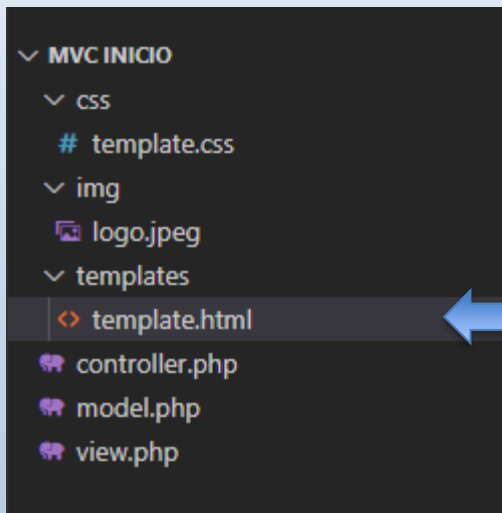 MVC INICIO
css
# template.css
img
logo.jpeg
templates
<> template.html
controller.php
model.php
view.php